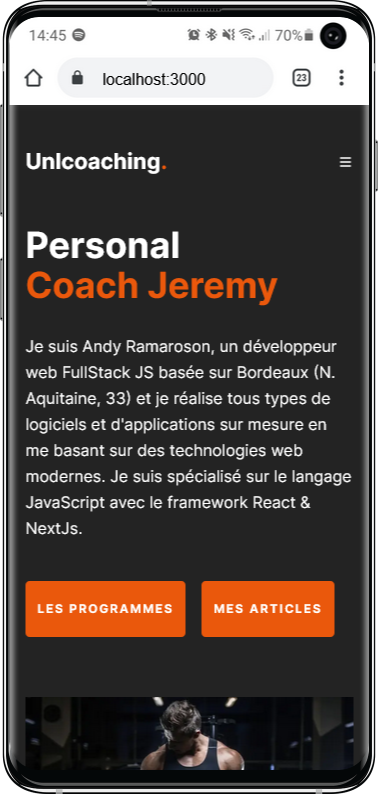 14:45
70%
localhost:3000
23
UnIcoaching.
Personal
Coach Jeremy
Je suis Andy Ramaroson, un développeur
web FullStack JS basée sur Bordeaux (N.
Aquitaine, 33) et je réalise tous types de
logiciels et d'applications sur mesure en
me basant sur des technologies web
modernes. Je suis spécialisé sur le langage
JavaScript avec le framework React &
NextJs.
LES PROGRAMMES
MES ARTICLES